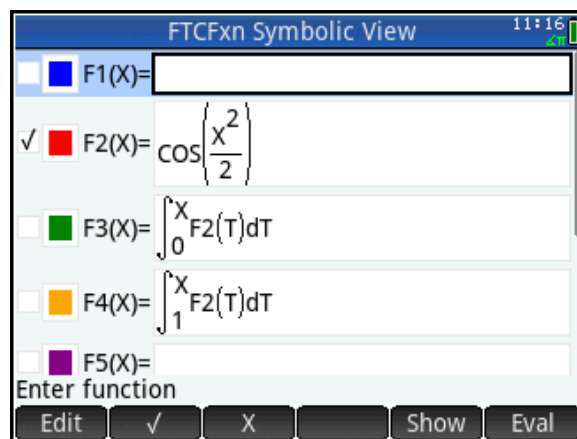 FTCFxn Symbolic View 11:16
∡π
F1(X)=
√ F2(X)= COS(X²/2)
F3(X)= ∫₀ˣ F2(T)dT
F4(X)= ∫₁ˣ F2(T)dT
F5(X)=
Enter function
Edit √ X Show Eval